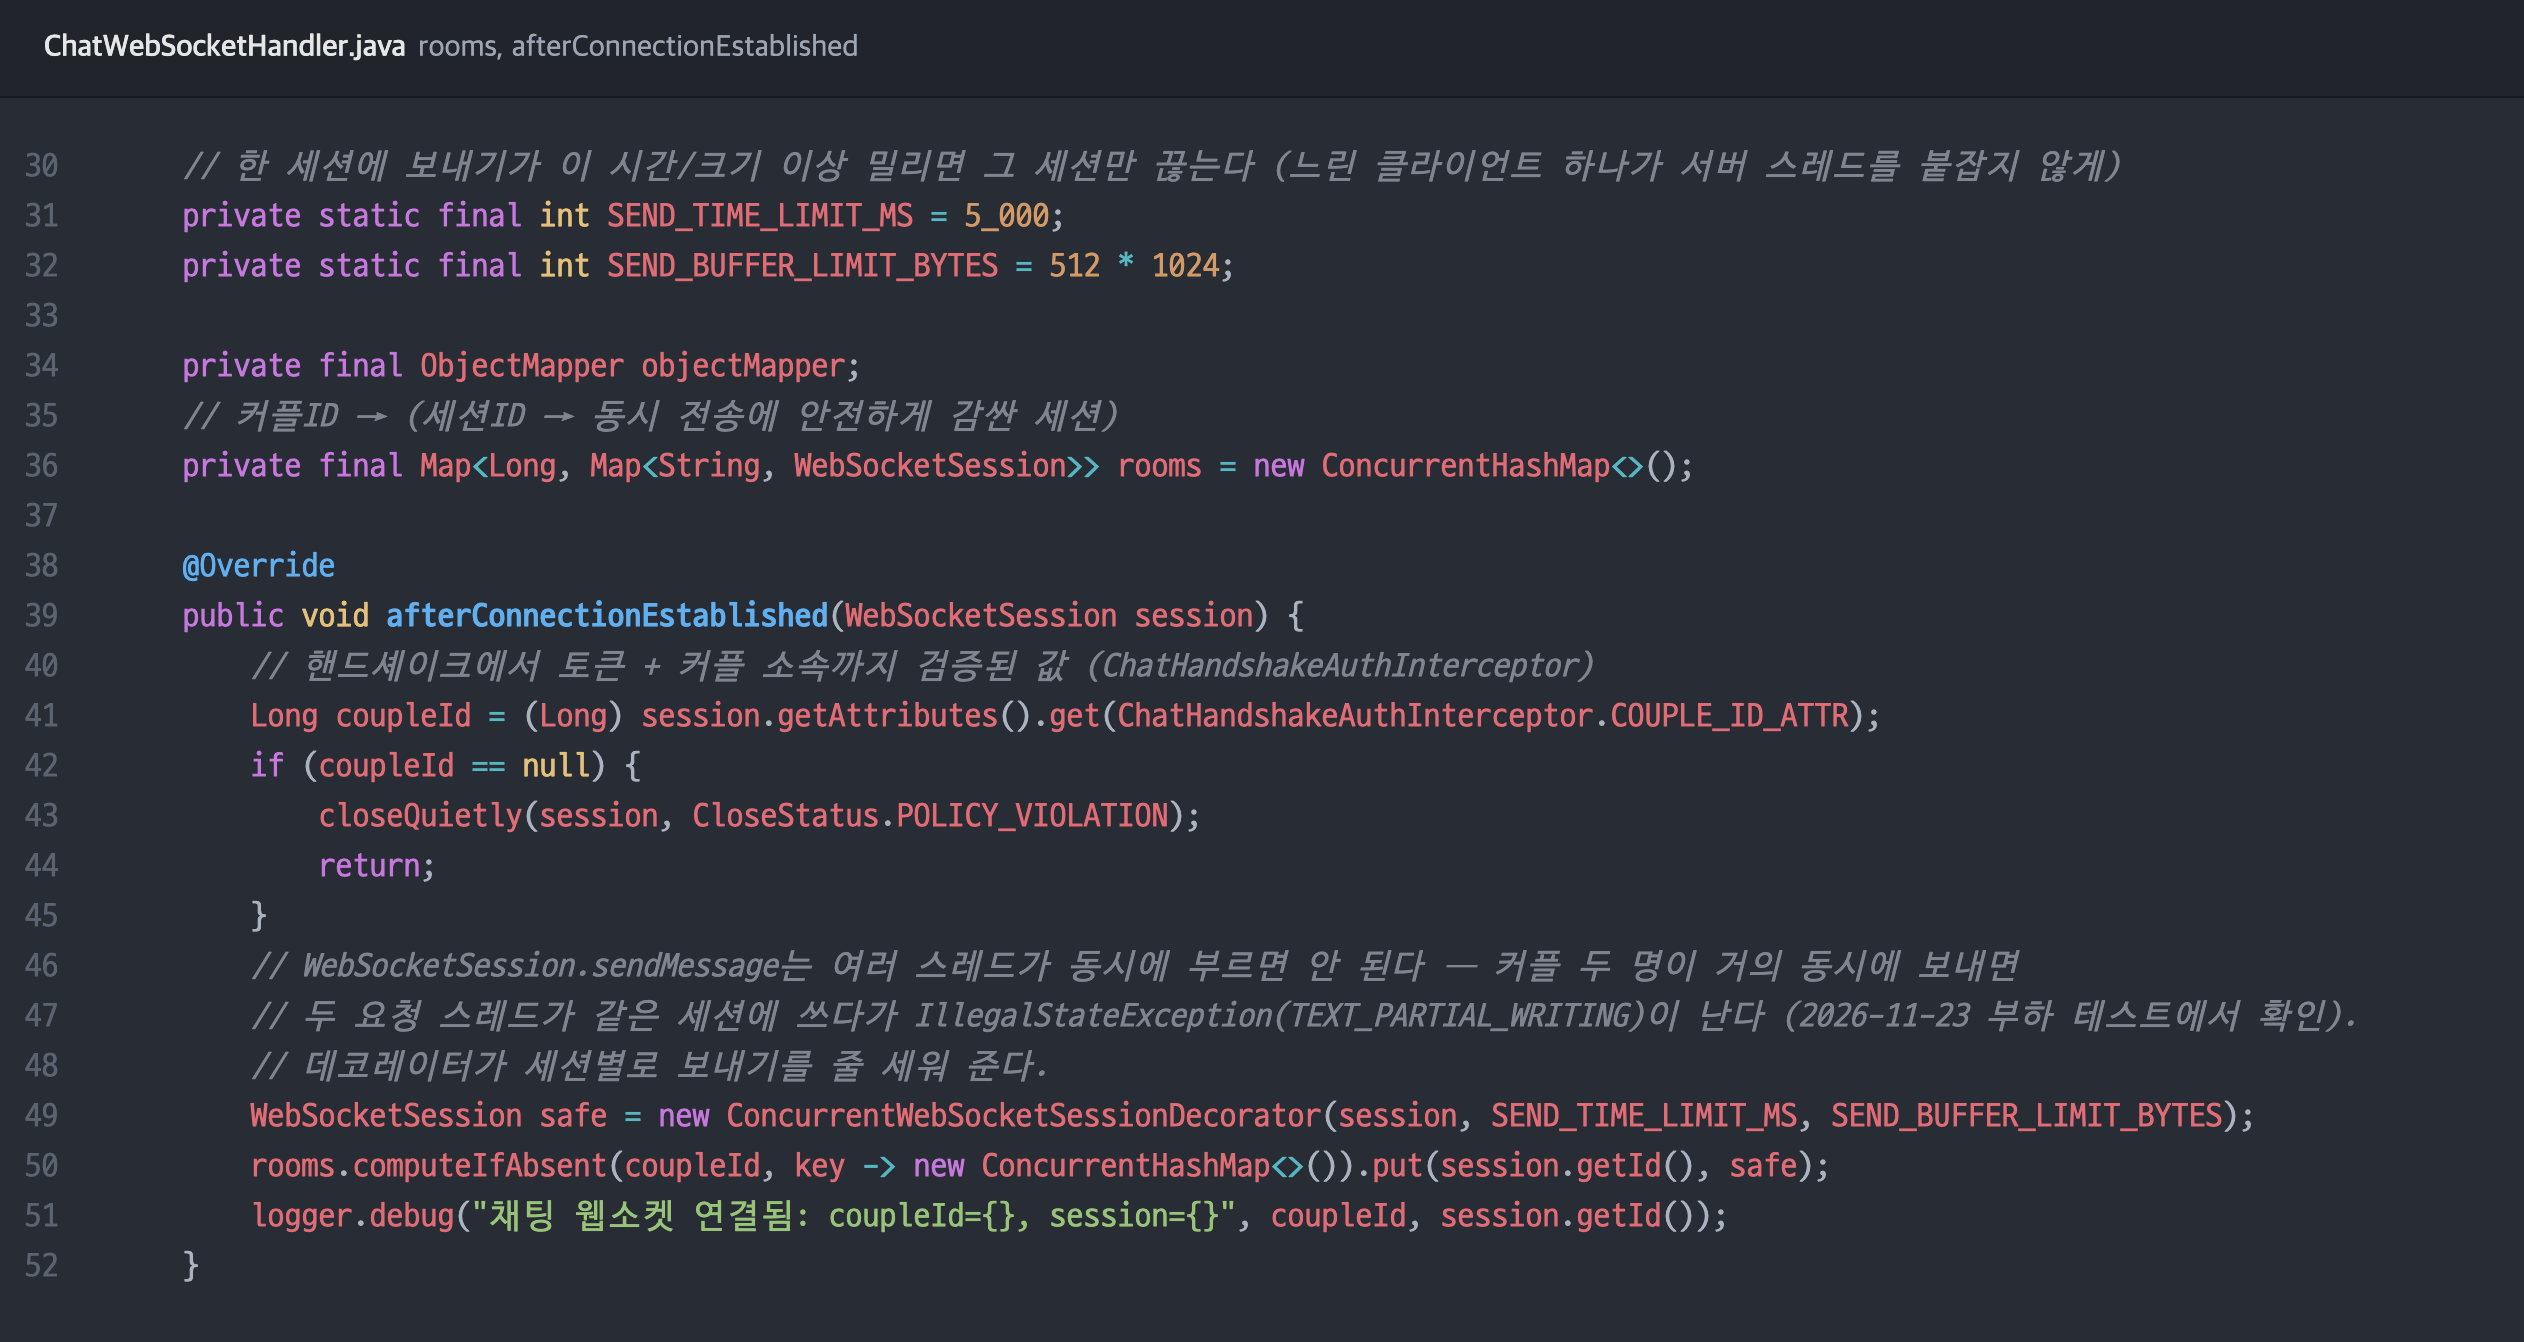 ChatWebSocketHandler.java rooms, afterConnectionEstablished
30 // 한 세션에 보내기가 이 시간/크기 이상 밀리면 그 세션만 끊는다 (느린 클라이언트 하나가 서버 스레드를 붙잡지 않게)
31 private static final int SEND_TIME_LIMIT_MS = 5_000;
32 private static final int SEND_BUFFER_LIMIT_BYTES = 512 * 1024;
33
34 private final ObjectMapper objectMapper;
35 // 커플ID → (세션ID → 동시 전송에 안전하게 감싼 세션)
36 private final Map<Long, Map<String, WebSocketSession>> rooms = new ConcurrentHashMap<>();
37
38 @Override
39 public void afterConnectionEstablished(WebSocketSession session) {
40     // 핸드셰이크에서 토큰 + 커플 소속까지 검증된 값 (ChatHandshakeAuthInterceptor)
41     Long coupleId = (Long) session.getAttributes().get(ChatHandshakeAuthInterceptor.COUPLE_ID_ATTR);
42     if (coupleId == null) {
43         closeQuietly(session, CloseStatus.POLICY_VIOLATION);
44         return;
45     }
46     // WebSocketSession.sendMessage는 여러 스레드가 동시에 부르면 안 된다 — 커플 두 명이 거의 동시에 보내면
47     // 두 요청 스레드가 같은 세션에 쓰다가 IllegalStateException(TEXT_PARTIAL_WRITING)이 난다 (2026-11-23 부하 테스트에서 확인).
48     // 데코레이터가 세션별로 보내기를 줄 세워 준다.
49     WebSocketSession safe = new ConcurrentWebSocketSessionDecorator(session, SEND_TIME_LIMIT_MS, SEND_BUFFER_LIMIT_BYTES);
50     rooms.computeIfAbsent(coupleId, key -> new ConcurrentHashMap<>()).put(session.getId(), safe);
51     logger.debug("채팅 웹소켓 연결됨: coupleId={}, session={}", coupleId, session.getId());
52 }